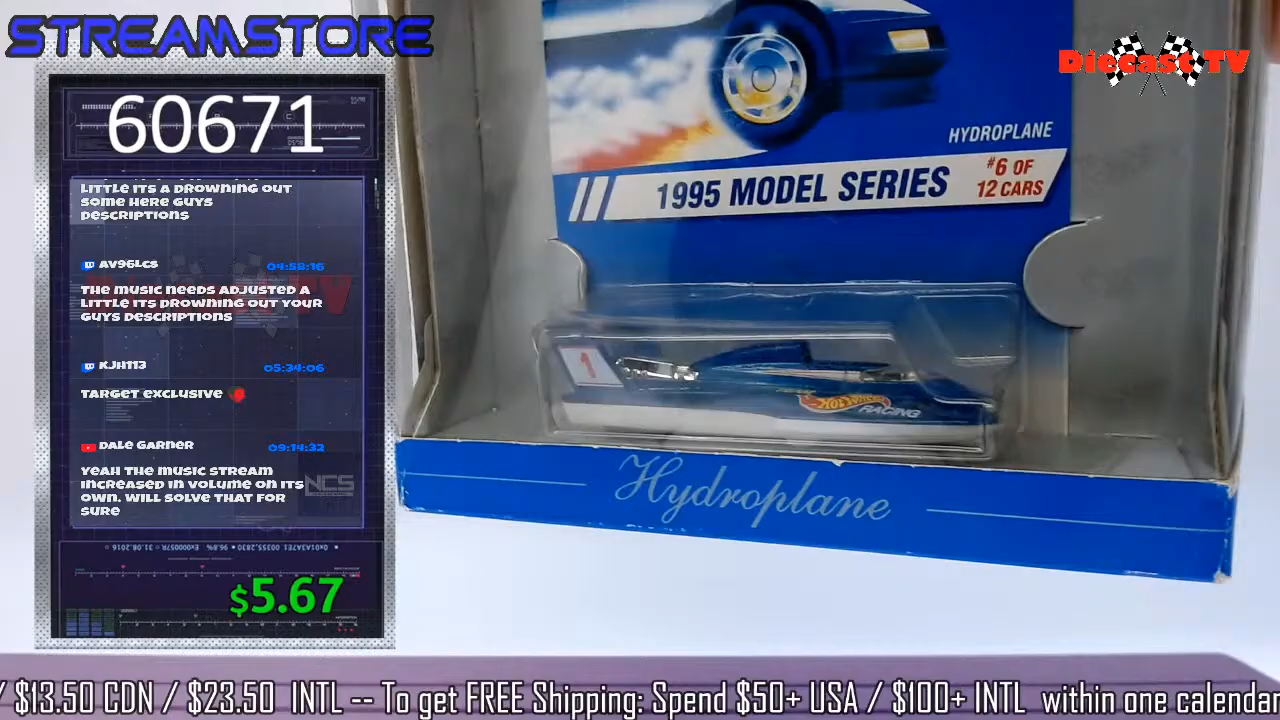 STREAMSTORE
Diecast TV
60671
LITTLE ITS A DROWNING OUT
SOME HERE GUYS
DESCRIPTIONS
AV96LCS
04:58:16
THE MUSIC NEEDS ADJUSTED A
LITTLE ITS DROWNING OUT YOUR
GUYS DESCRIPTIONS
KJH113
05:34:06
TARGET EXCLUSIVE
DALE GARNER
09:14:32
YEAH THE MUSIC STREAM
INCREASED IN VOLUME ON ITS
OWN. WILL SOLVE THAT FOR
SURE
NCS
$5.67
HYDROPLANE
1995 MODEL SERIES
#6 OF
12 CARS
1
HOT WHEELS
RACING
Hydroplane
/ $13.50 CDN / $23.50 INTL -- To get FREE Shipping: Spend $50+ USA / $100+ INTL within one calendar